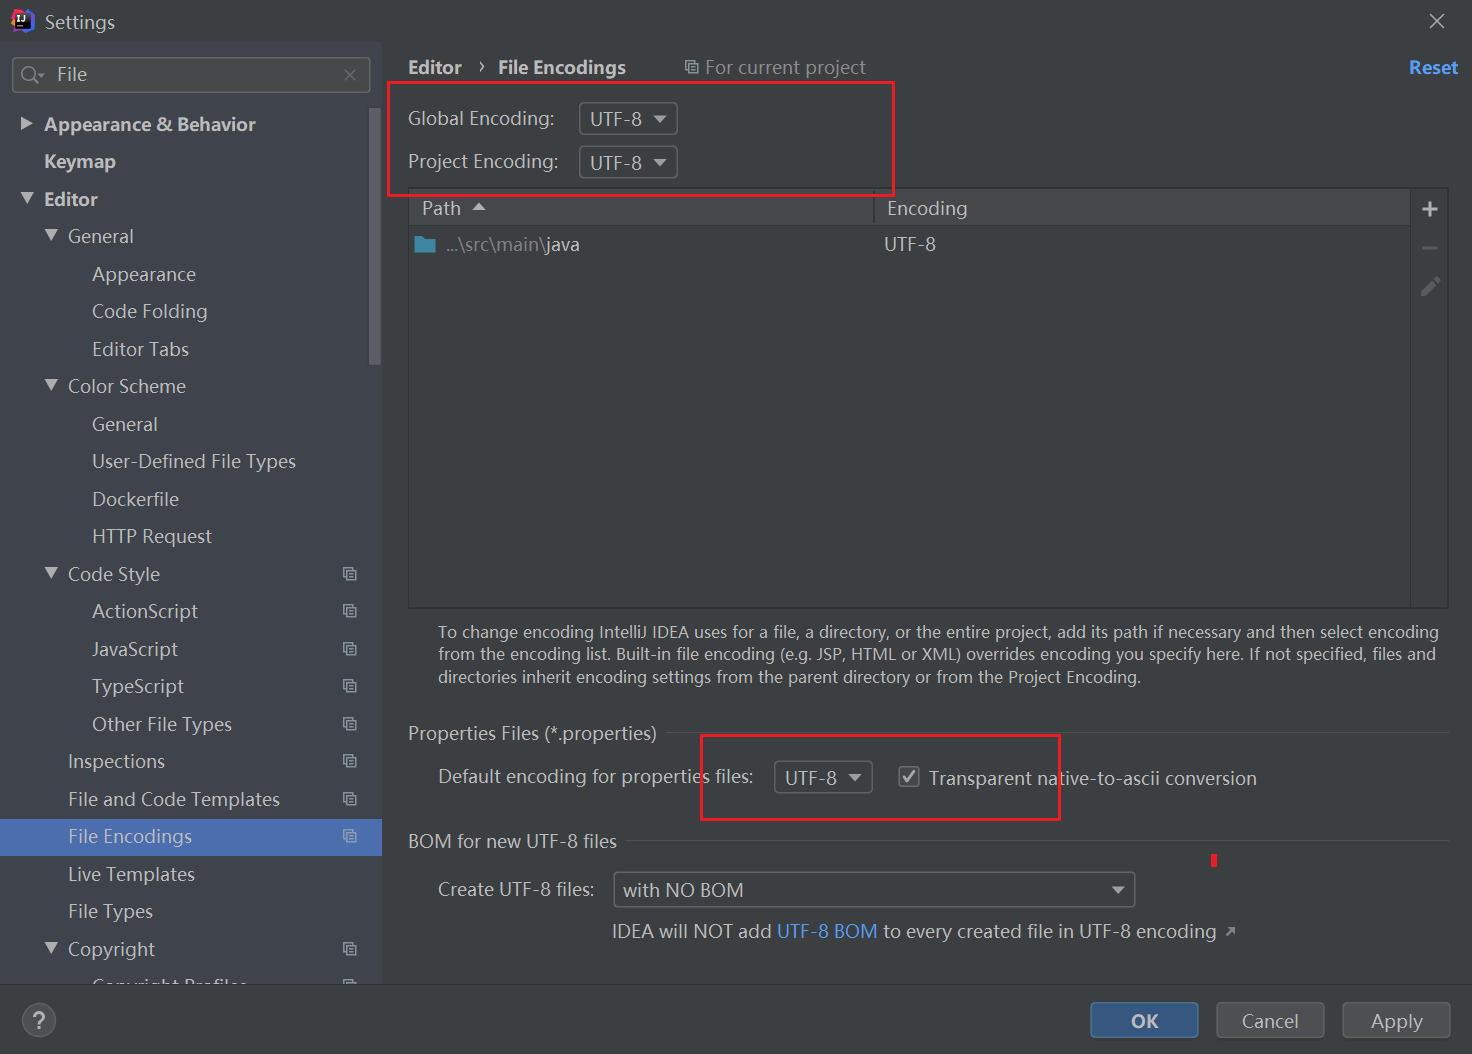 Settings
File
Editor › File Encodings For current project Reset
Global Encoding: UTF-8
Project Encoding: UTF-8
Path Encoding
...\src\main\java UTF-8
To change encoding IntelliJ IDEA uses for a file, a directory, or the entire project, add its path if necessary and then select encoding
from the encoding list. Built-in file encoding (e.g. JSP, HTML or XML) overrides encoding you specify here. If not specified, files and
directories inherit encoding settings from the parent directory or from the Project Encoding.
Properties Files (*.properties)
Default encoding for properties files: UTF-8 Transparent native-to-ascii conversion
BOM for new UTF-8 files
Create UTF-8 files: with NO BOM
IDEA will NOT add UTF-8 BOM to every created file in UTF-8 encoding
Appearance & Behavior
Keymap
Editor
General
Appearance
Code Folding
Editor Tabs
Color Scheme
General
User-Defined File Types
Dockerfile
HTTP Request
Code Style
ActionScript
JavaScript
TypeScript
Other File Types
Inspections
File and Code Templates
File Encodings
Live Templates
File Types
Copyright
Copyright Profiles
?
OK Cancel Apply